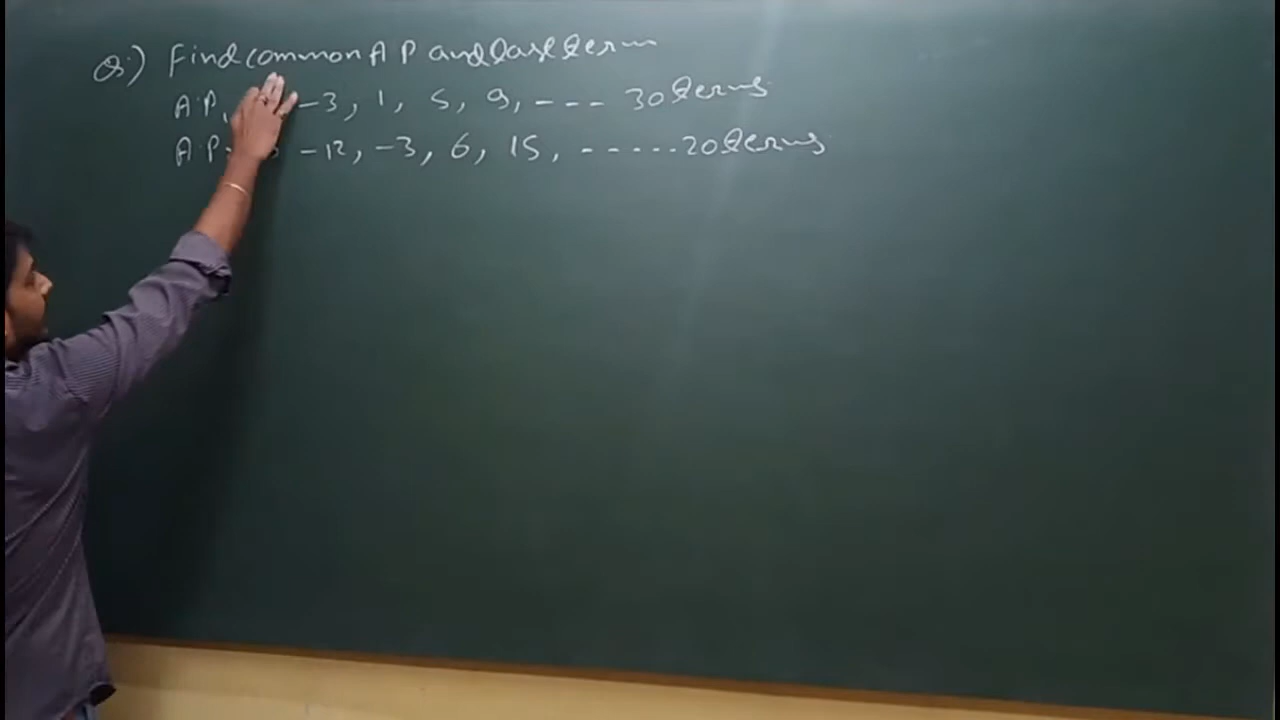 Q.) Find common A P and last term
A.P, -3, 1, 5, 9, - - - 30 terms
A.P -12, -3, 6, 15, - - - - - 20 terms